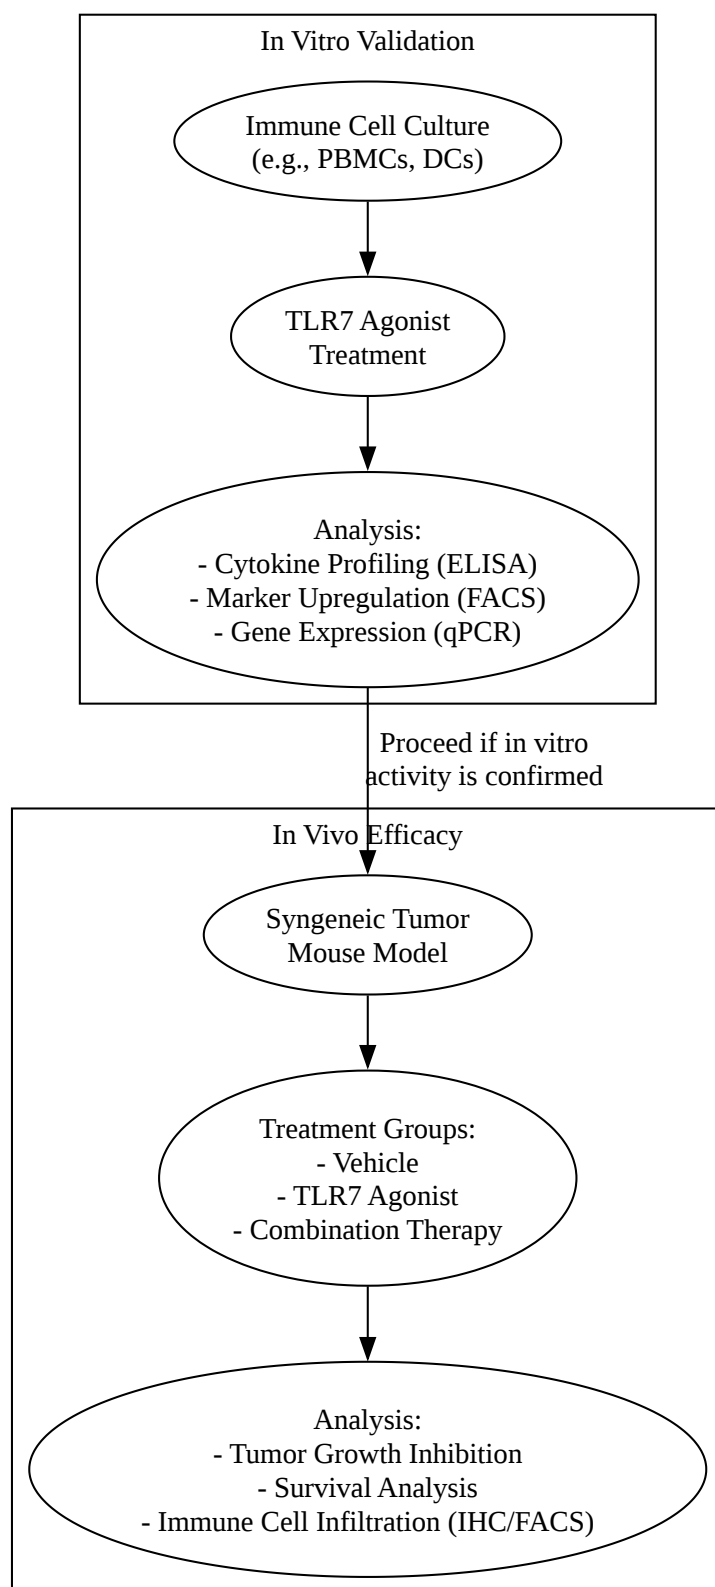 In Vitro Validation
Immune Cell Culture
(e.g., PBMCs, DCs)
TLR7 Agonist
Treatment
Analysis:
- Cytokine Profiling (ELISA)
- Marker Upregulation (FACS)
- Gene Expression (qPCR)
Proceed if in vitro
activity is confirmed
In Vivo Efficacy
Syngeneic Tumor
Mouse Model
Treatment Groups:
- Vehicle
- TLR7 Agonist
- Combination Therapy
Analysis:
- Tumor Growth Inhibition
- Survival Analysis
- Immune Cell Infiltration (IHC/FACS)